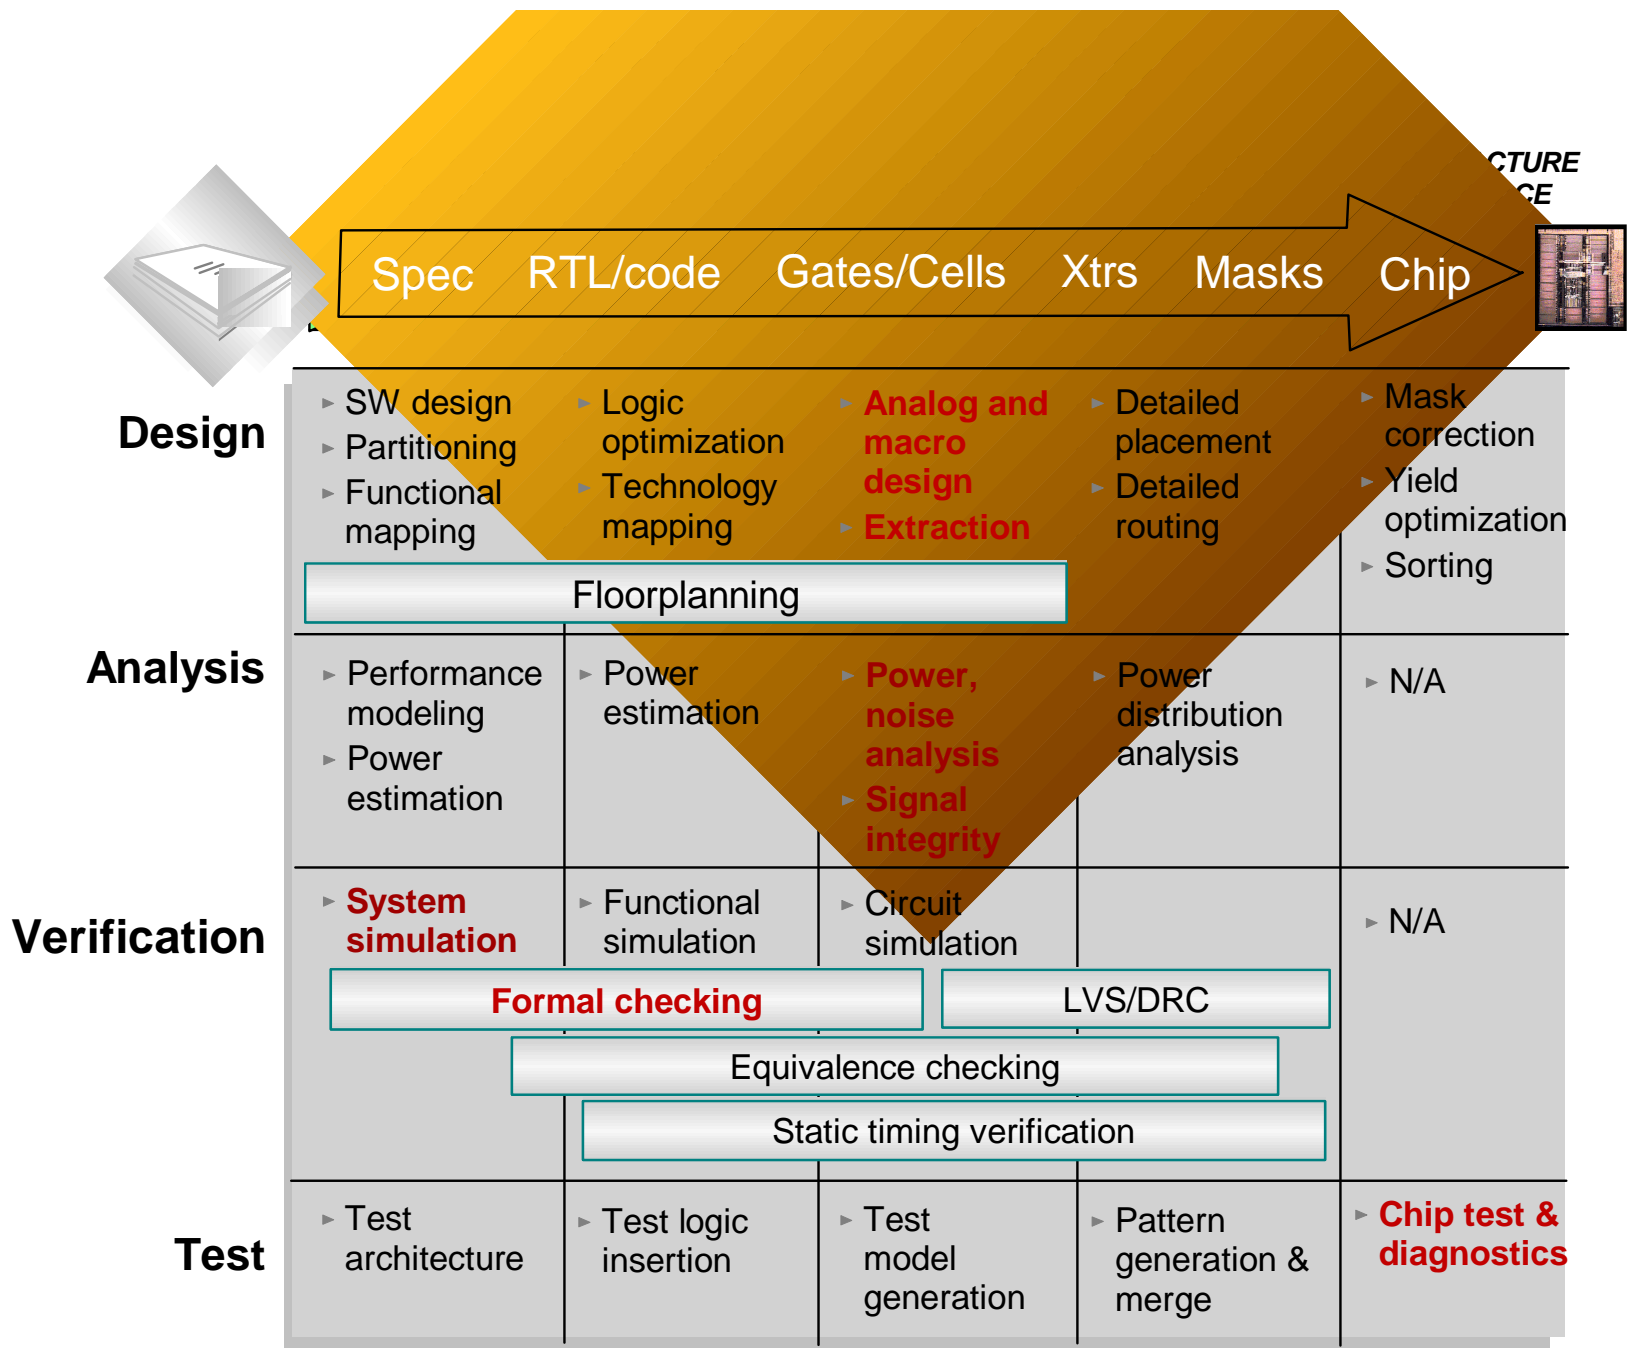 CTURE
CE
Spec RTL/code Gates/Cells Xtrs Masks Chip
Design
SW design
Partitioning
Functional
mapping
Logic
optimization
Technology
mapping
Analog and
macro
design
Extraction
Detailed
placement
Detailed
routing
Mask
correction
Yield
optimization
Sorting
Floorplanning
Analysis
Performance
modeling
Power
estimation
Power
estimation
Power,
noise
analysis
Signal
integrity
Power
distribution
analysis
N/A
Verification
System
simulation
Functional
simulation
Circuit
simulation
N/A
Formal checking
LVS/DRC
Equivalence checking
Static timing verification
Test
Test
architecture
Test logic
insertion
Test
model
generation
Pattern
generation &
merge
Chip test &
diagnostics